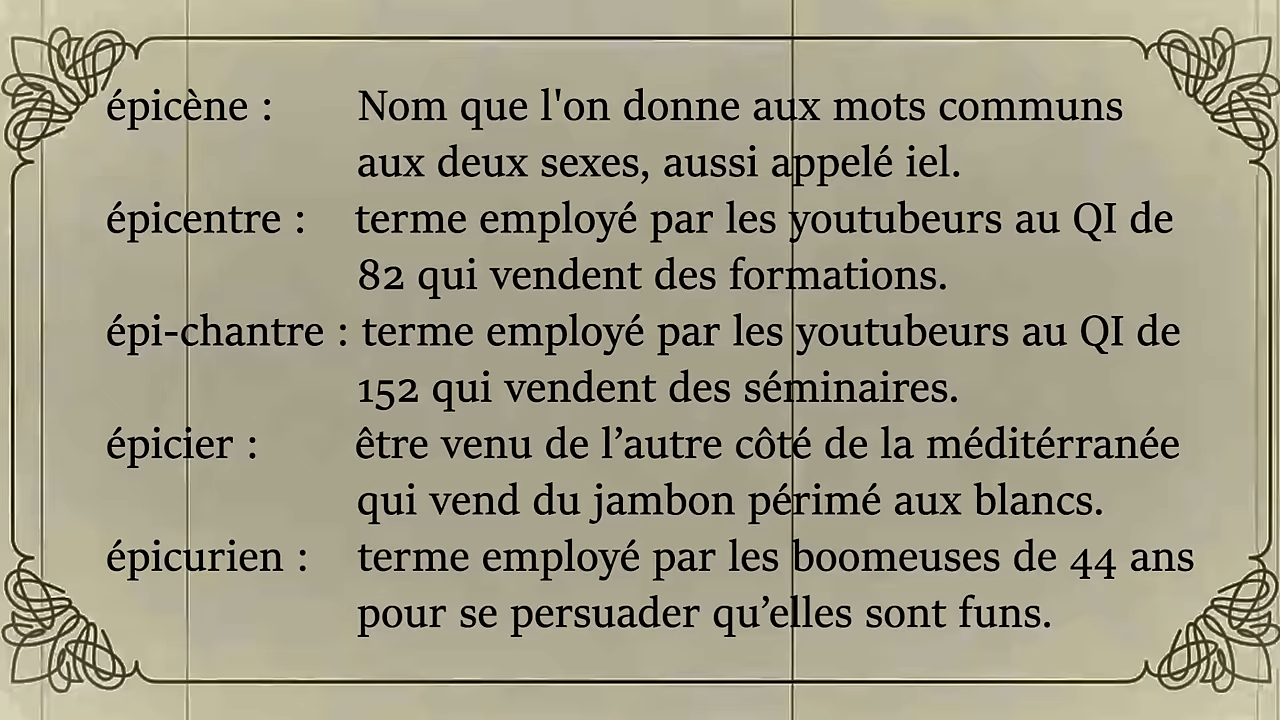 épicène : Nom que l'on donne aux mots communs
aux deux sexes, aussi appelé iel.
épicentre : terme employé par les youtubeurs au QI de
82 qui vendent des formations.
épi-chantre : terme employé par les youtubeurs au QI de
152 qui vendent des séminaires.
épicier : être venu de l’autre côté de la méditérranée
qui vend du jambon périmé aux blancs.
épicurien : terme employé par les boomeuses de 44 ans
pour se persuader qu’elles sont funs.